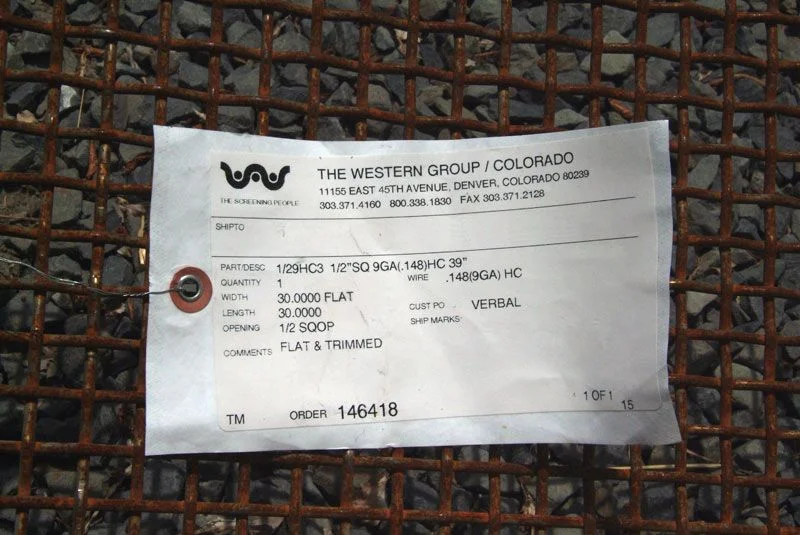 THE WESTERN GROUP / COLORADO
11155 EAST 45TH AVENUE, DENVER, COLORADO 80239
THE SCREENING PEOPLE
303.371.4160 800.338.1830 FAX 303.371.2128
SHIPTO
PART/DESC 1/29HC3 1/2"SQ 9GA(.148)HC 39"
QUANTITY 1 WIRE .148(9GA) HC
WIDTH 30.0000 FLAT
LENGTH 30.0000 CUST PO VERBAL
OPENING 1/2 SQOP SHIP MARKS:
COMMENTS FLAT & TRIMMED
TM ORDER 146418 1 OF 1 15